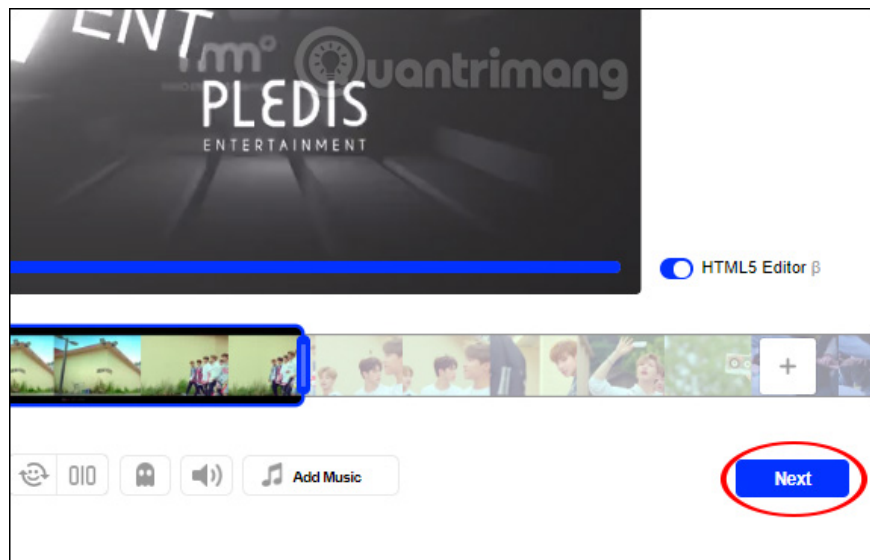 ENT
Quantrimang
PLEDIS
ENTERTAINMENT
HTML5 Editor β
+
Add Music
Next